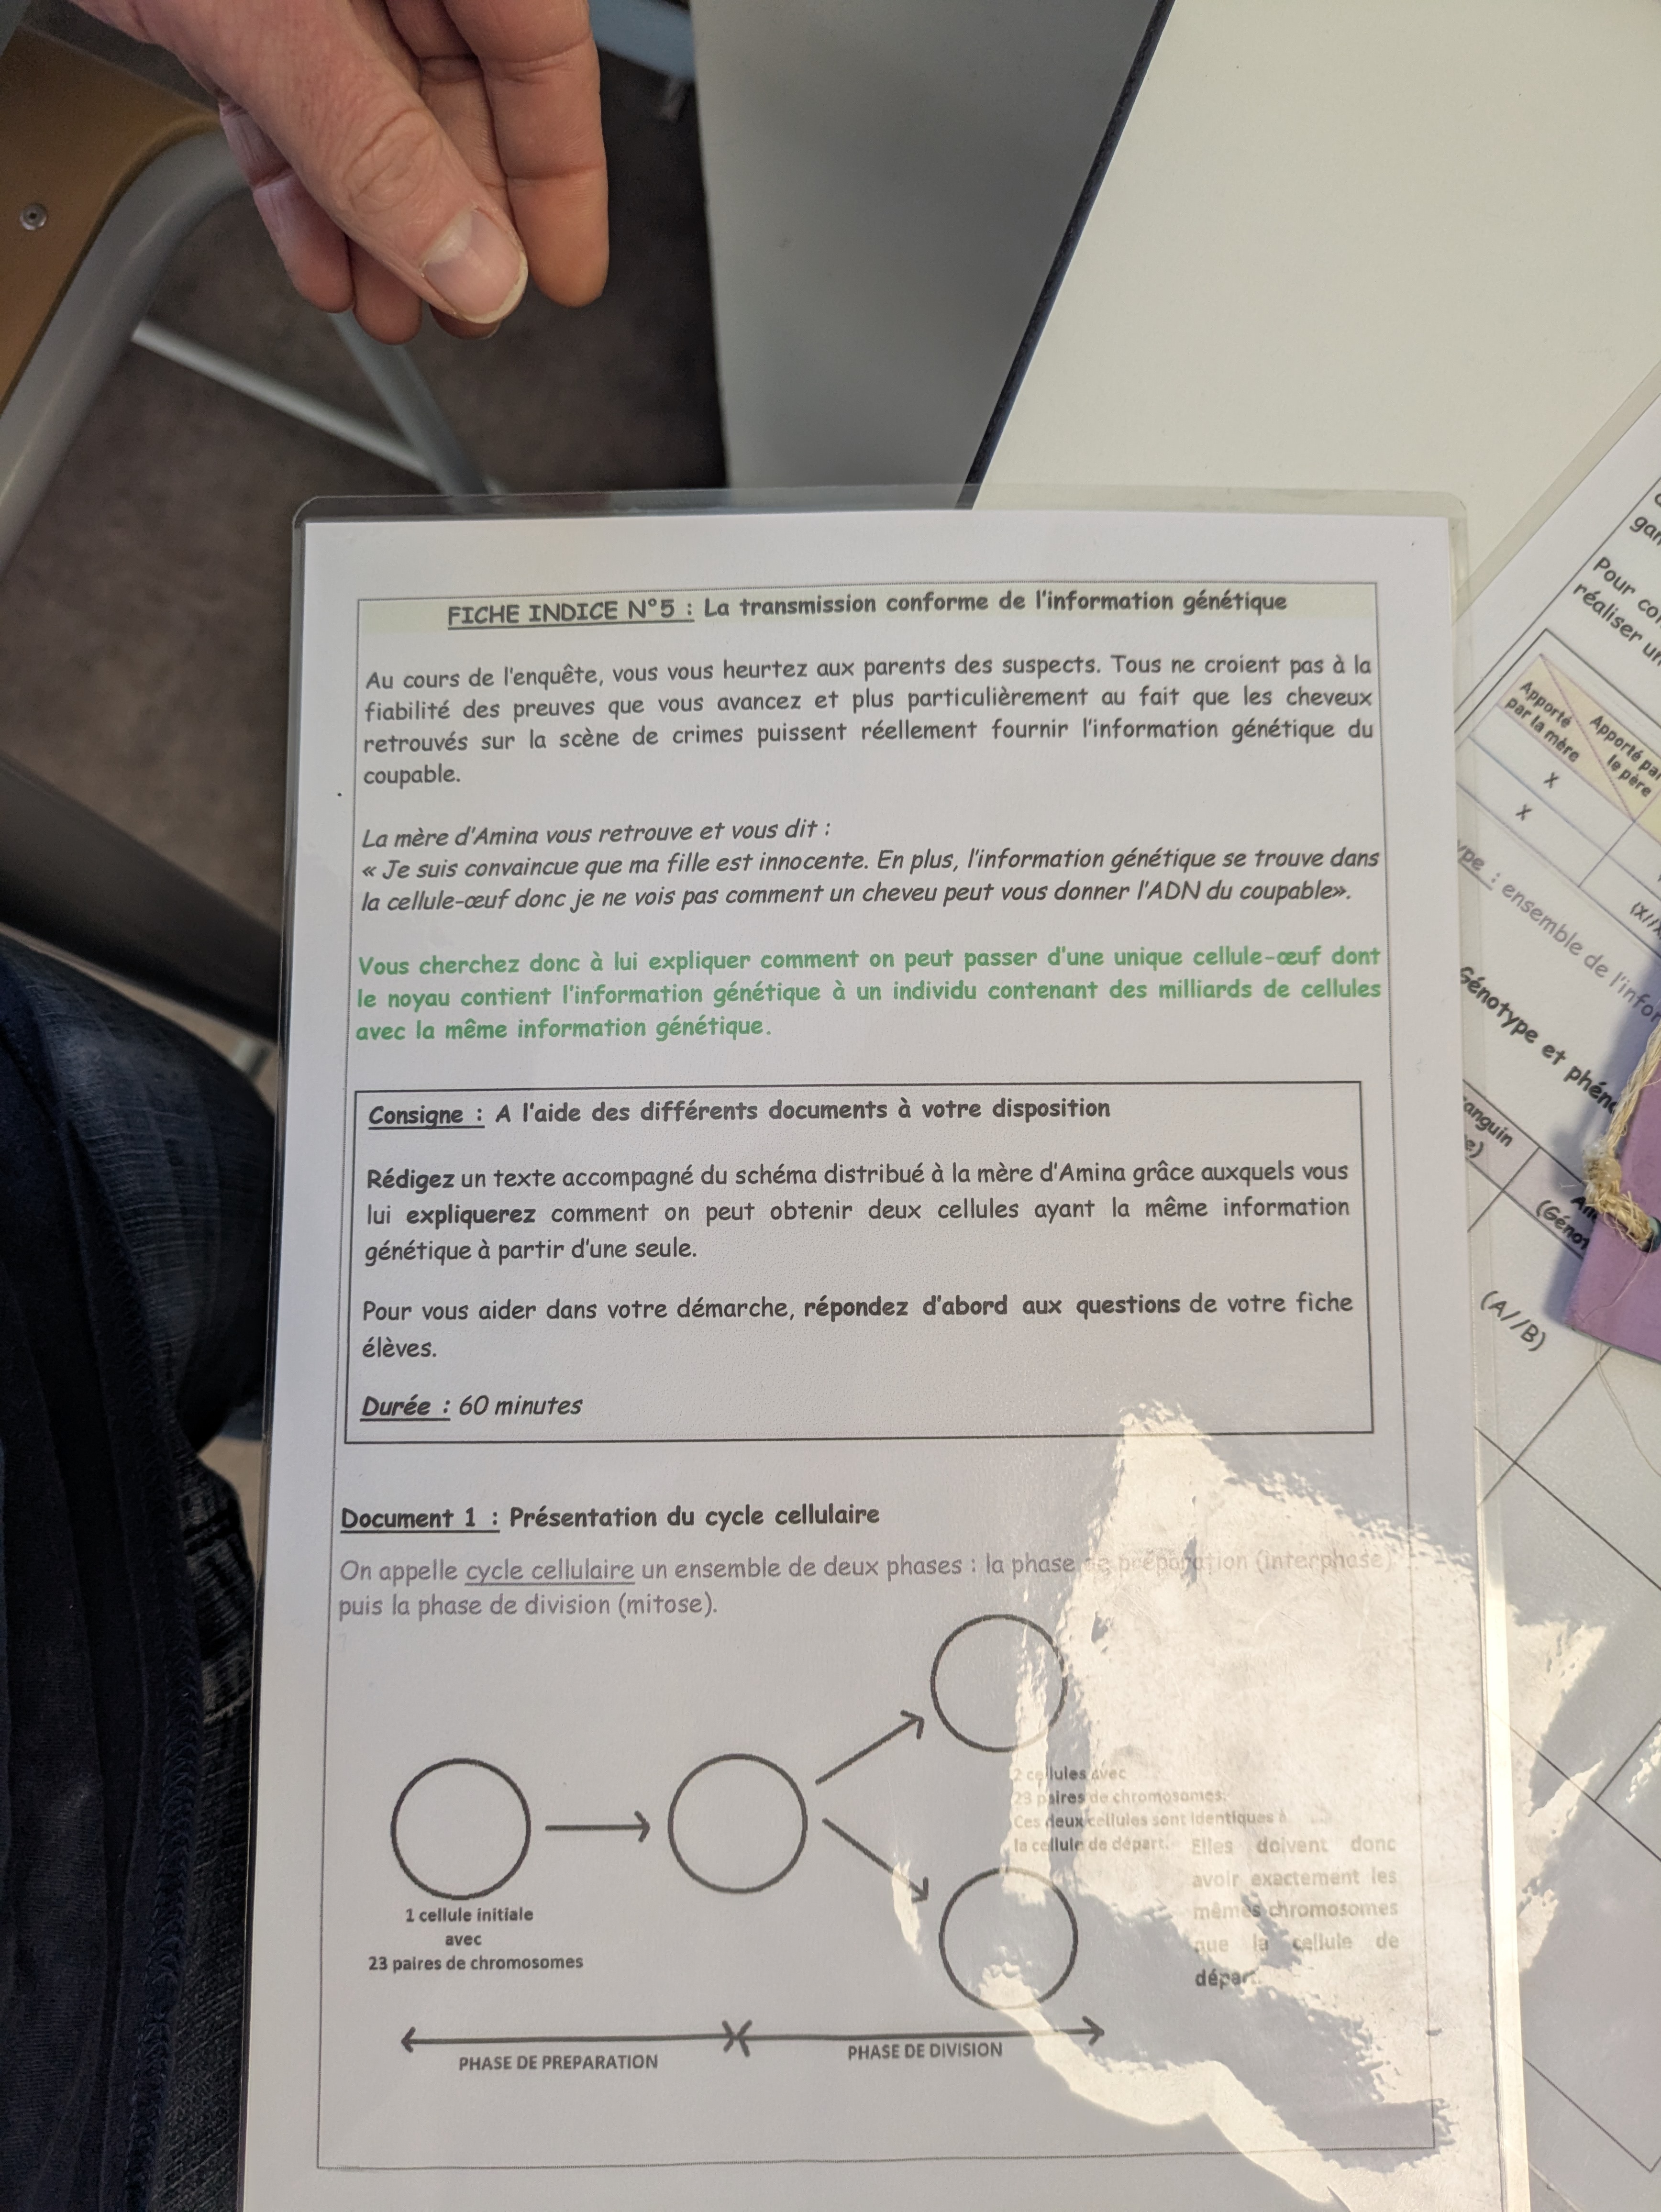 FICHE INDICE N°5 : La transmission conforme de l'information génétique
Au cours de l'enquête, vous vous heurtez aux parents des suspects. Tous ne croient pas à la
fiabilité des preuves que vous avancez et plus particulièrement au fait que les cheveux
retrouvés sur la scène de crimes puissent réellement fournir l'information génétique du
coupable.
La mère d'Amina vous retrouve et vous dit :
« Je suis convaincue que ma fille est innocente. En plus, l'information génétique se trouve dans
la cellule-œuf donc je ne vois pas comment un cheveu peut vous donner l'ADN du coupable».
Vous cherchez donc à lui expliquer comment on peut passer d'une unique cellule-œuf dont
le noyau contient l'information génétique à un individu contenant des milliards de cellules
avec la même information génétique.
Consigne : A l'aide des différents documents à votre disposition
Rédigez un texte accompagné du schéma distribué à la mère d'Amina grâce auxquels vous
lui expliquerez comment on peut obtenir deux cellules ayant la même information
génétique à partir d'une seule.
Pour vous aider dans votre démarche, répondez d'abord aux questions de votre fiche
élèves.
Durée : 60 minutes
Document 1 : Présentation du cycle cellulaire
On appelle cycle cellulaire un ensemble de deux phases : la phase de préparation (interphase)
puis la phase de division (mitose).
1 cellule initiale
avec
23 paires de chromosomes
2 cellules avec
23 paires de chromosomes.
Ces deux cellules sont identiques à
la cellule de départ.
Elles doivent donc
avoir exactement les
mêmes chromosomes
que la cellule de
départ.
PHASE DE PREPARATION
PHASE DE DIVISION
Pour
réaliser
Apporté
par la mère
Apporté
le père
X
X
: ensemble de
Génotype et
(A//B)